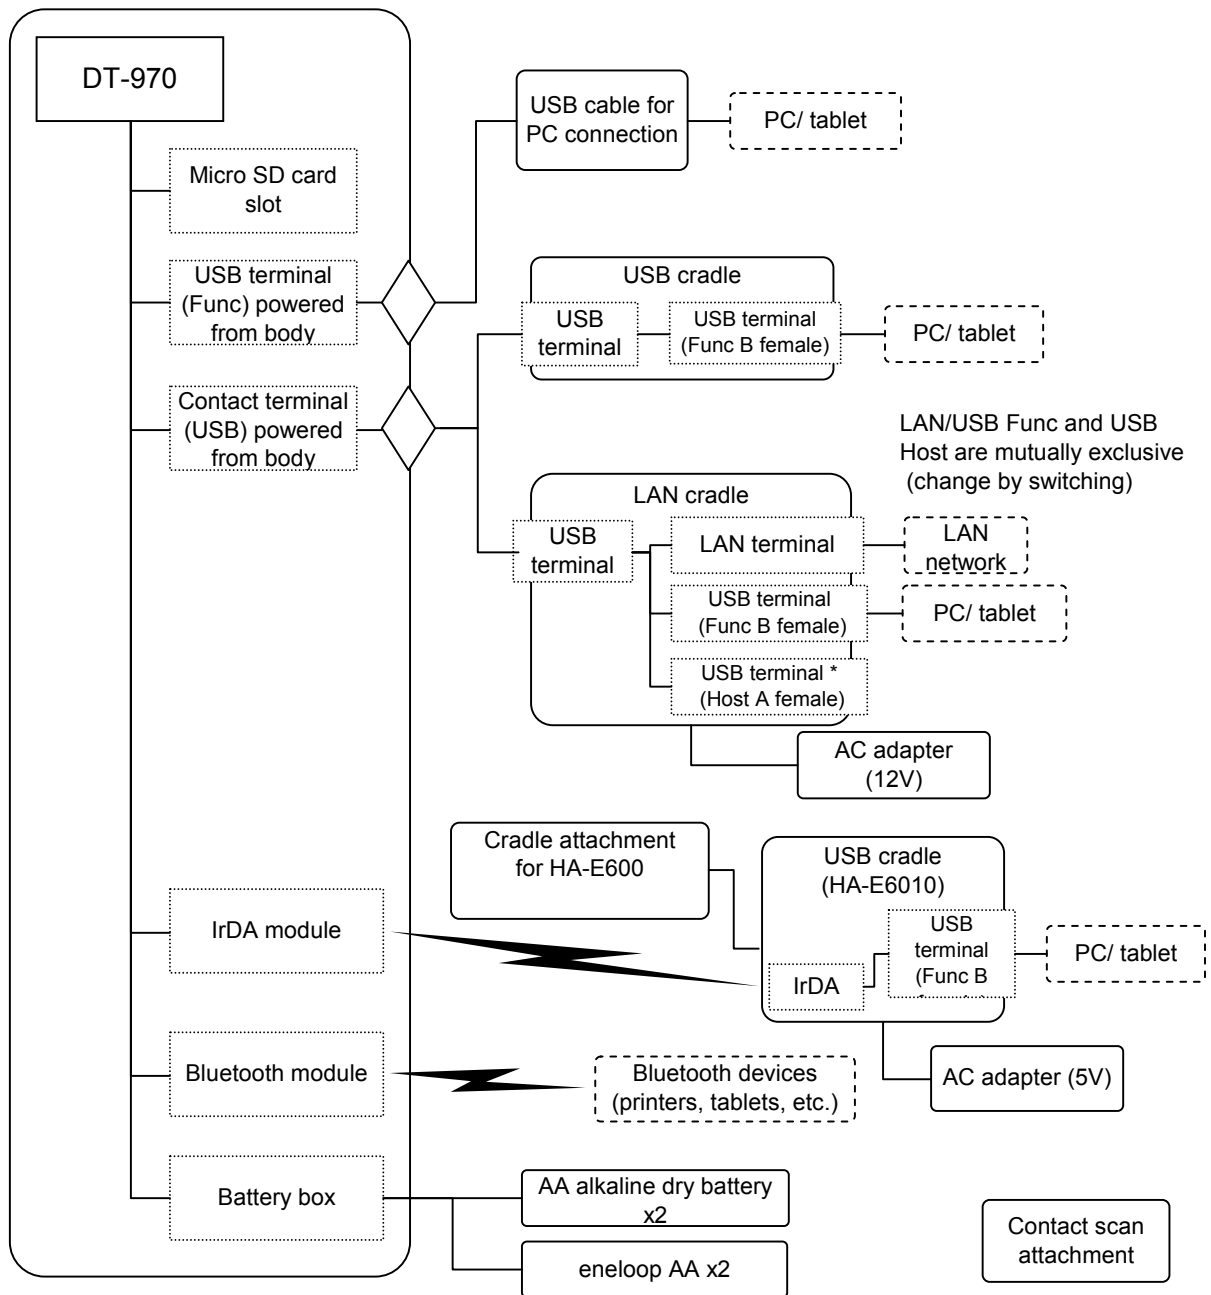 DT-970
USB cable for
PC connection
PC/ tablet
Micro SD card
slot
USB terminal
(Func) powered
from body
USB cradle
USB
terminal
USB terminal
(Func B female)
PC/ tablet
Contact terminal
(USB) powered
from body
LAN/USB Func and USB
Host are mutually exclusive
(change by switching)
LAN cradle
USB
terminal
LAN terminal
LAN
network
USB terminal
(Func B female)
PC/ tablet
USB terminal *
(Host A female)
AC adapter
(12V)
Cradle attachment
for HA-E600
USB cradle
(HA-E6010)
IrDA module
IrDA
USB
terminal
(Func B
PC/ tablet
Bluetooth module
Bluetooth devices
(printers, tablets, etc.)
AC adapter (5V)
Battery box
AA alkaline dry battery
x2
eneloop AA x2
Contact scan
attachment